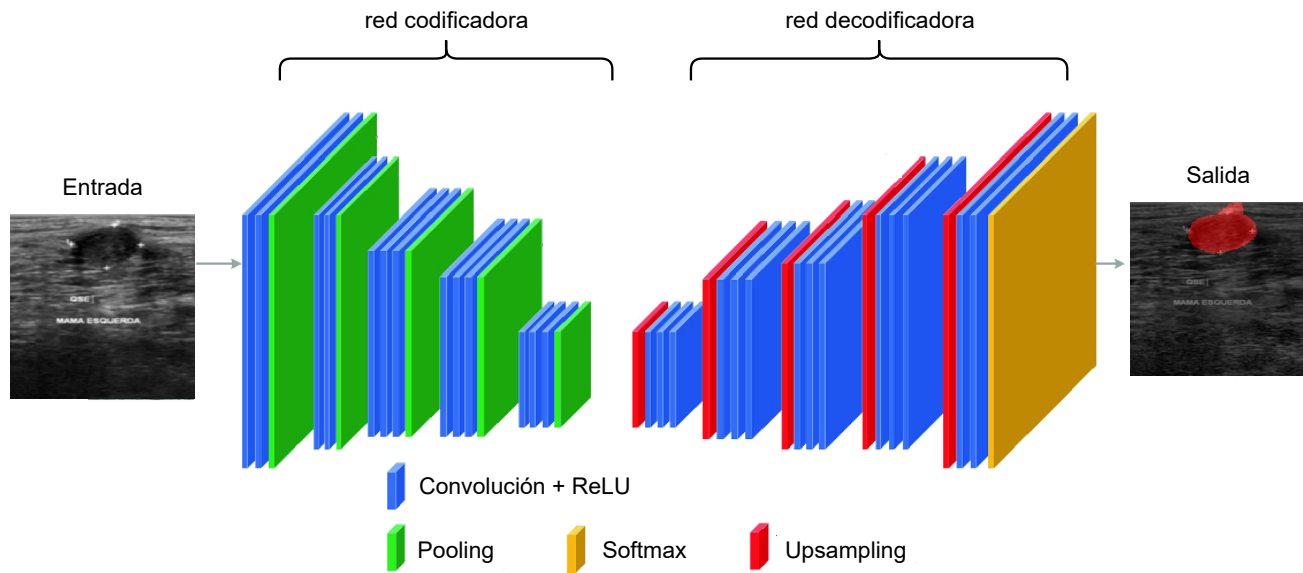 red codificadora
red decodificadora
Entrada
Salida
QSE|
MAMA ESQUERDA
QSE|
MAMA ESQUERDA
Convolución + ReLU
Pooling
Softmax
Upsampling